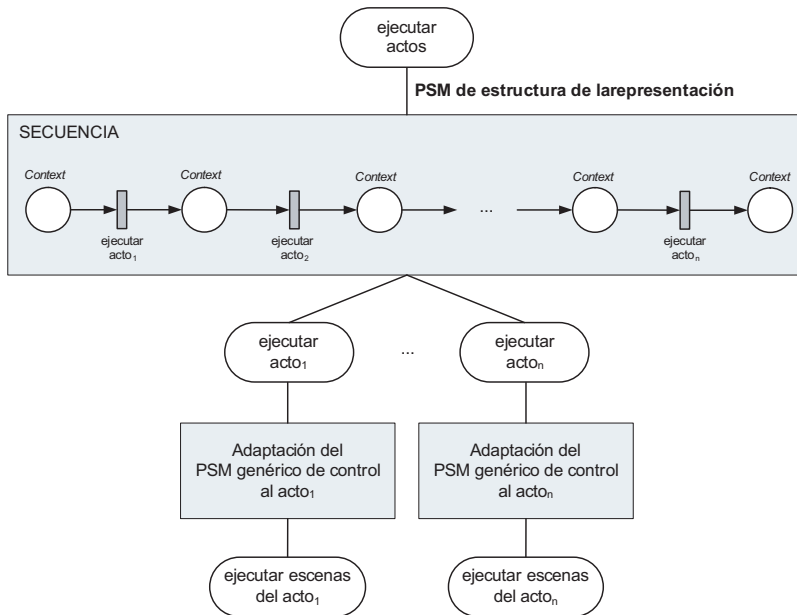 ejecutar
actos
PSM de estructura de larepresentación
SECUENCIA
Context
Context
Context
Context
Context
...
ejecutar
acto₁
ejecutar
acto₂
ejecutar
actoₙ
ejecutar
acto₁
...
ejecutar
actoₙ
Adaptación del
PSM genérico de control
al acto₁
Adaptación del
PSM genérico de control
al actoₙ
ejecutar escenas
del acto₁
ejecutar escenas
del actoₙ